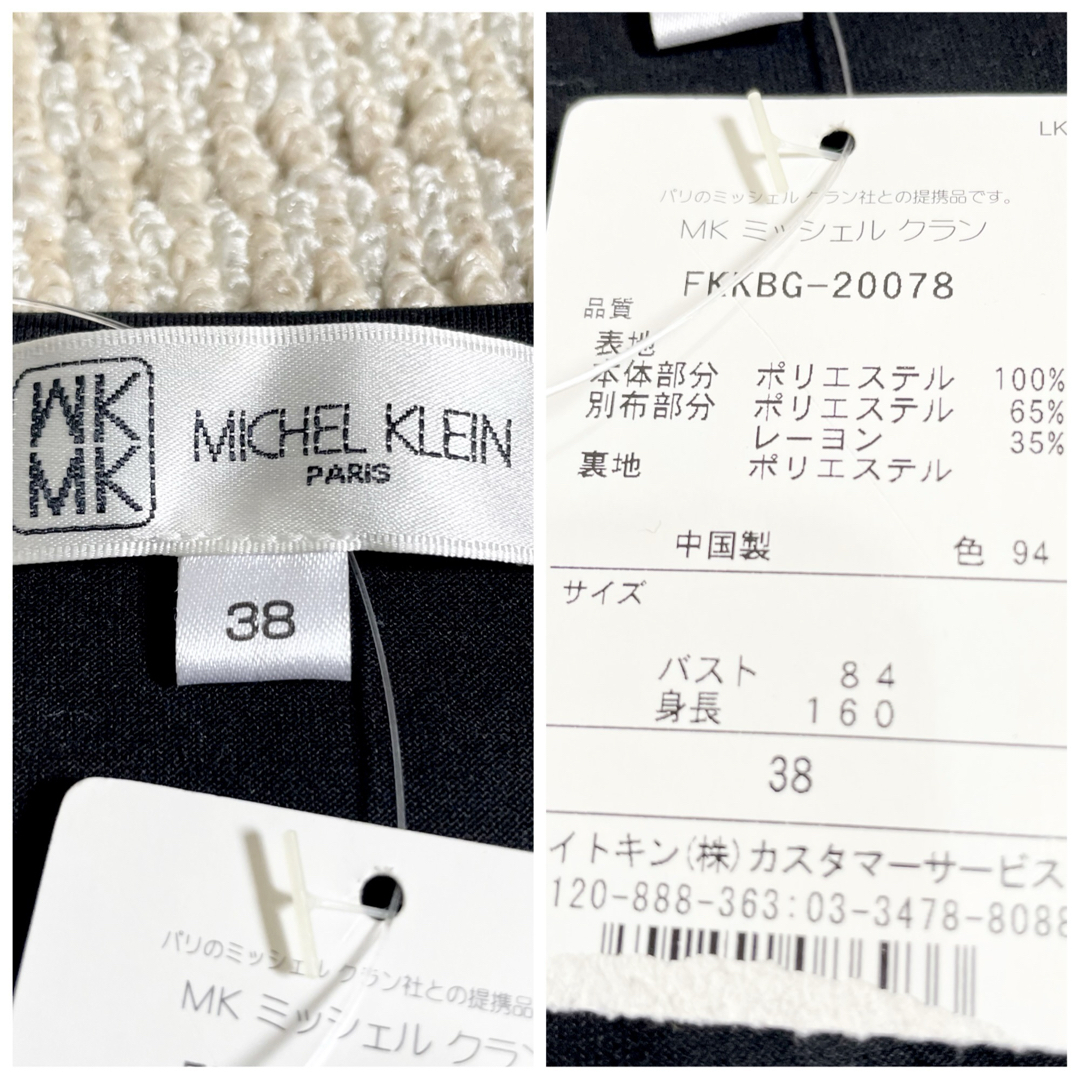 MK
MK
MICHEL KLEIN
PARIS
38
パリのミッシェル クラン社との提携品
MK ミッシェル クラン
LK
パリのミッシェル クラン社との提携品です。
MK ミッシェル クラン
FKKBG-20078
品質
表地
本体部分 ポリエステル 100%
別布部分 ポリエステル 65%
レーヨン 35%
裏地 ポリエステル
中国製 色 94
サイズ
バスト 84
身長 160
38
イトキン(株)カスタマーサービス
120-888-363:03-3478-8088